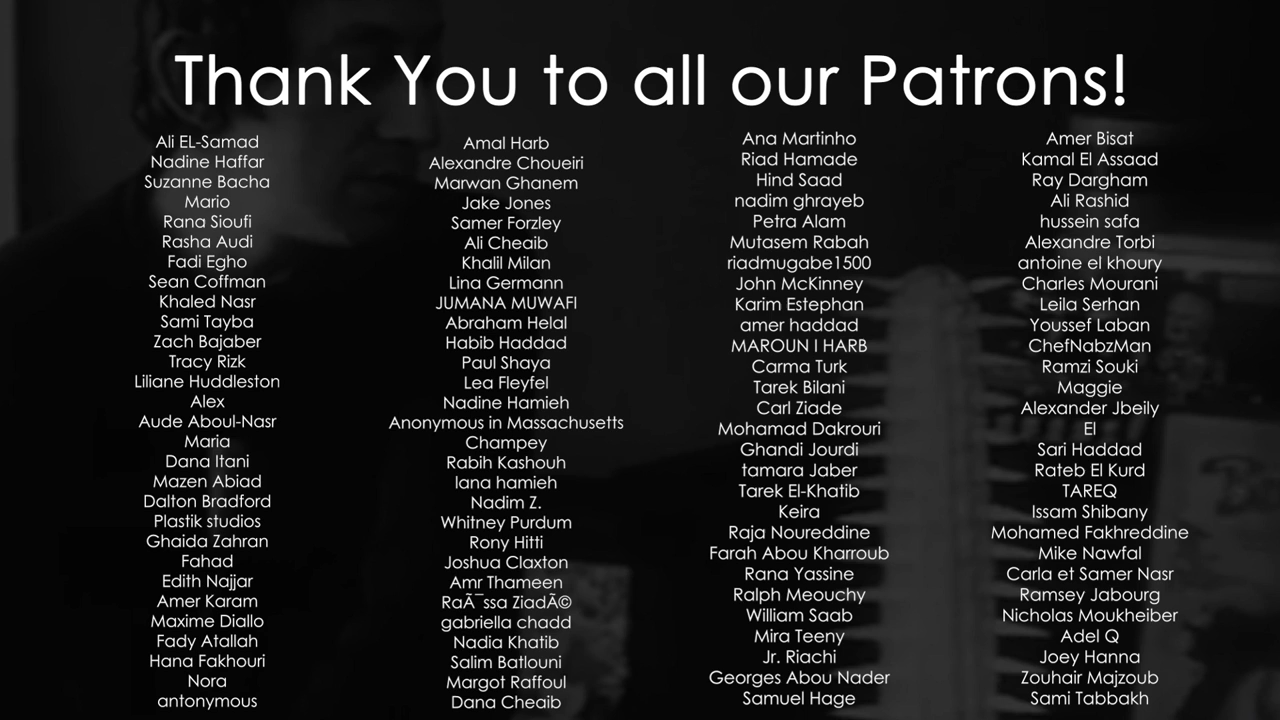 Thank You to all our Patrons!
Ali EL-Samad
Nadine Haffar
Suzanne Bacha
Mario
Rana Sioufi
Rasha Audi
Fadi Egho
Sean Coffman
Khaled Nasr
Sami Tayba
Zach Bajaber
Tracy Rizk
Liliane Huddleston
Alex
Aude Aboul-Nasr
Maria
Dana Itani
Mazen Abiad
Dalton Bradford
Plastik studios
Ghaida Zahran
Fahad
Edith Najjar
Amer Karam
Maxime Diallo
Fady Atallah
Hana Fakhouri
Nora
antonymous
Amal Harb
Alexandre Choueiri
Marwan Ghanem
Jake Jones
Samer Forzley
Ali Cheaib
Khalil Milan
Lina Germann
JUMANA MUWAFI
Abraham Helal
Habib Haddad
Paul Shaya
Lea Fleyfel
Nadine Hamieh
Anonymous in Massachusetts
Champey
Rabih Kashouh
lana hamieh
Nadim Z.
Whitney Purdum
Rony Hitti
Joshua Claxton
Amr Thameen
RaÃ¯ssa ZiadÃ©
gabriella chadd
Nadia Khatib
Salim Batlouni
Margot Raffoul
Dana Cheaib
Ana Martinho
Riad Hamade
Hind Saad
nadim ghrayeb
Petra Alam
Mutasem Rabah
riadmugabe1500
John McKinney
Karim Estephan
amer haddad
MAROUN I HARB
Carma Turk
Tarek Bilani
Carl Ziade
Mohamad Dakrouri
Ghandi Jourdi
tamara Jaber
Tarek El-Khatib
Keira
Raja Noureddine
Farah Abou Kharroub
Rana Yassine
Ralph Meouchy
William Saab
Mira Teeny
Jr. Riachi
Georges Abou Nader
Samuel Hage
Amer Bisat
Kamal El Assaad
Ray Dargham
Ali Rashid
hussein safa
Alexandre Torbi
antoine el khoury
Charles Mourani
Leila Serhan
Youssef Laban
ChefNabzMan
Ramzi Souki
Maggie
Alexander Jbeily
El
Sari Haddad
Rateb El Kurd
TAREQ
Issam Shibany
Mohamed Fakhreddine
Mike Nawfal
Carla et Samer Nasr
Ramsey Jabourg
Nicholas Moukheiber
Adel Q
Joey Hanna
Zouhair Majzoub
Sami Tabbakh